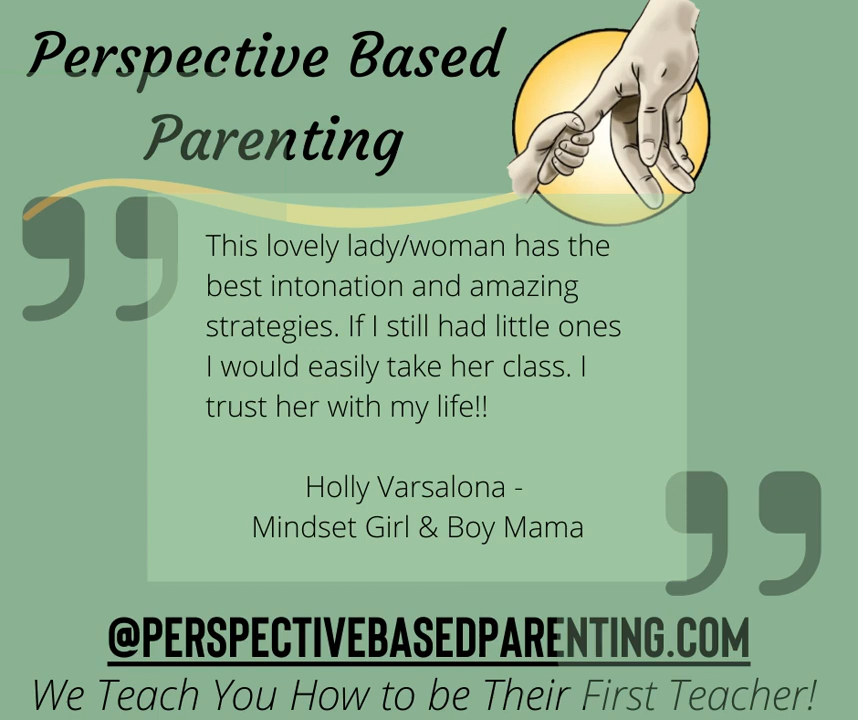 Perspective Based
Parenting
This lovely lady/woman has the
best intonation and amazing
strategies. If I still had little ones
I would easily take her class. I
trust her with my life!!
Holly Varsalona -
Mindset Girl & Boy Mama
@PERSPECTIVEBASEDPARENTING.COM
We Teach You How to be Their First Teacher!